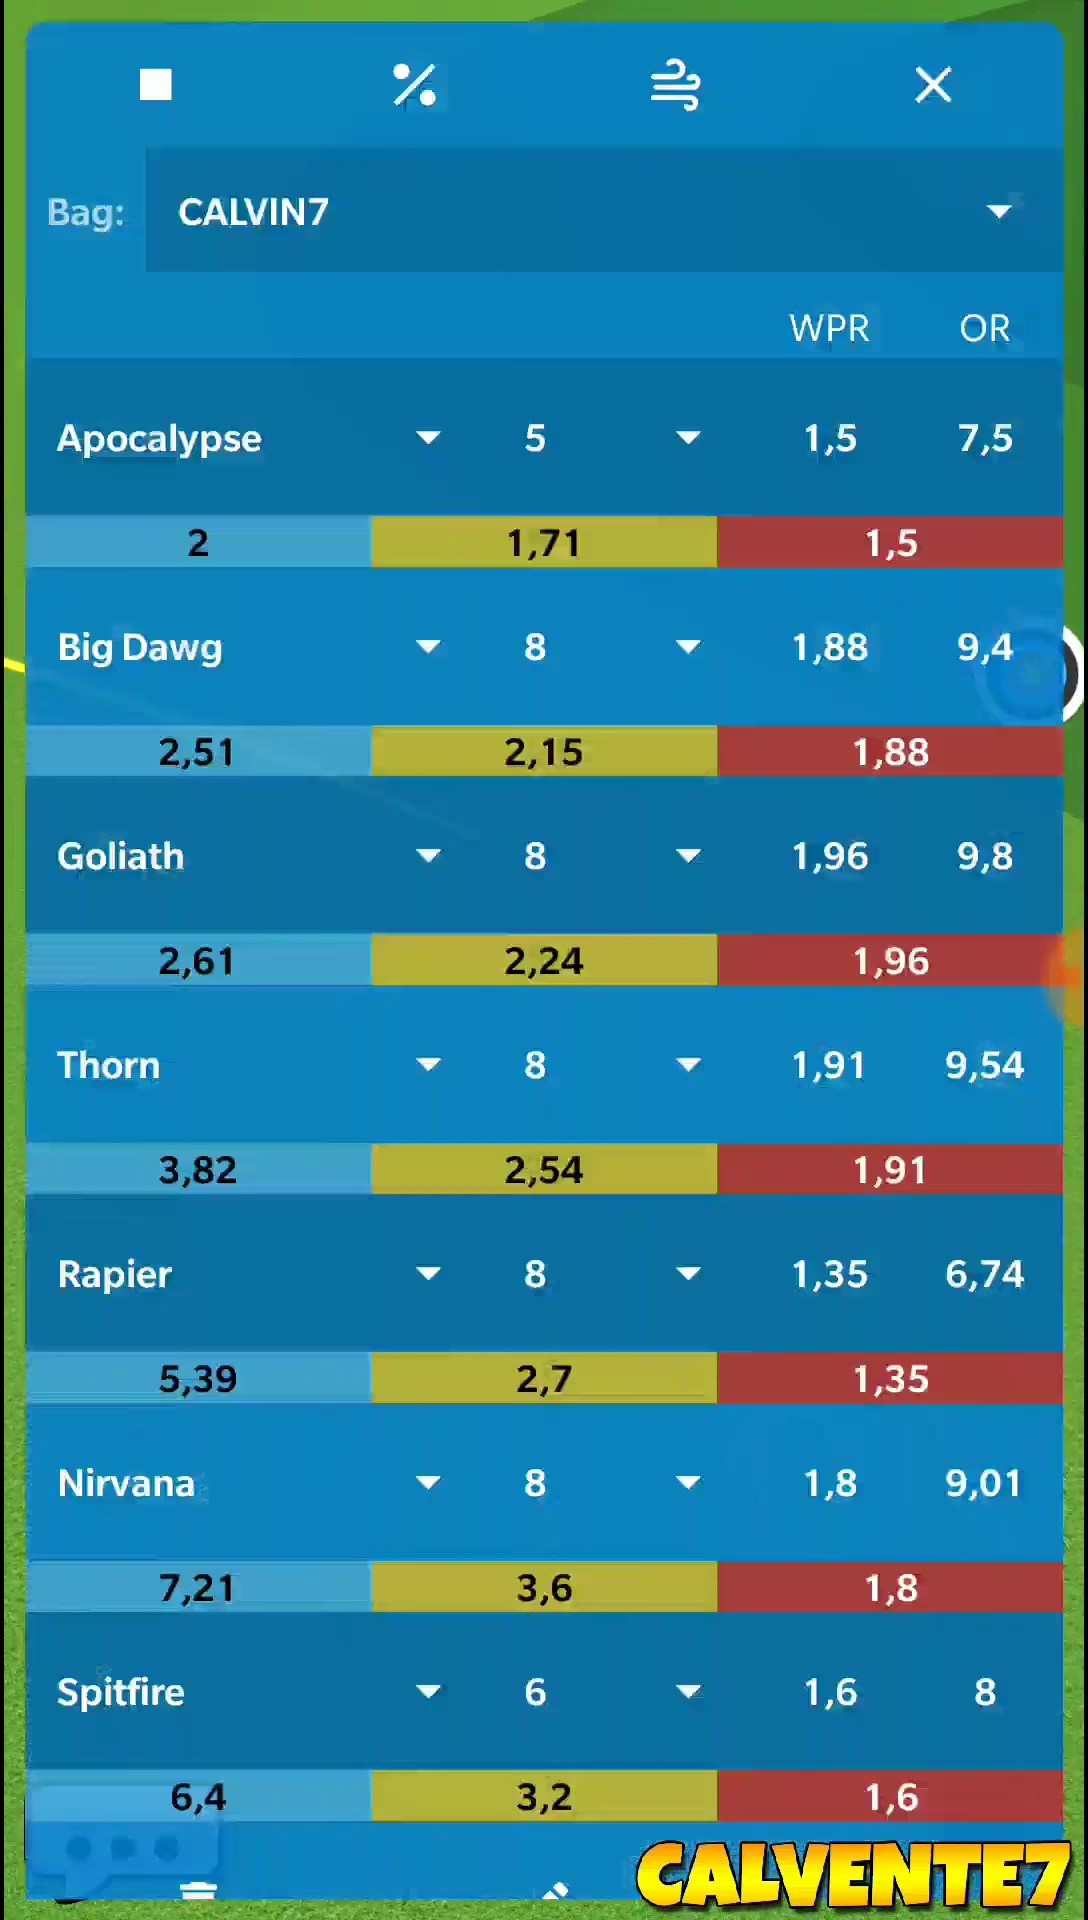 Bag: CALVIN7
WPR OR
Apocalypse 5 1,5 7,5
2 1,71 1,5
Big Dawg 8 1,88 9,4
2,51 2,15 1,88
Goliath 8 1,96 9,8
2,61 2,24 1,96
Thorn 8 1,91 9,54
3,82 2,54 1,91
Rapier 8 1,35 6,74
5,39 2,7 1,35
Nirvana 8 1,8 9,01
7,21 3,6 1,8
Spitfire 6 1,6 8
6,4 3,2 1,6
CALVENTE7